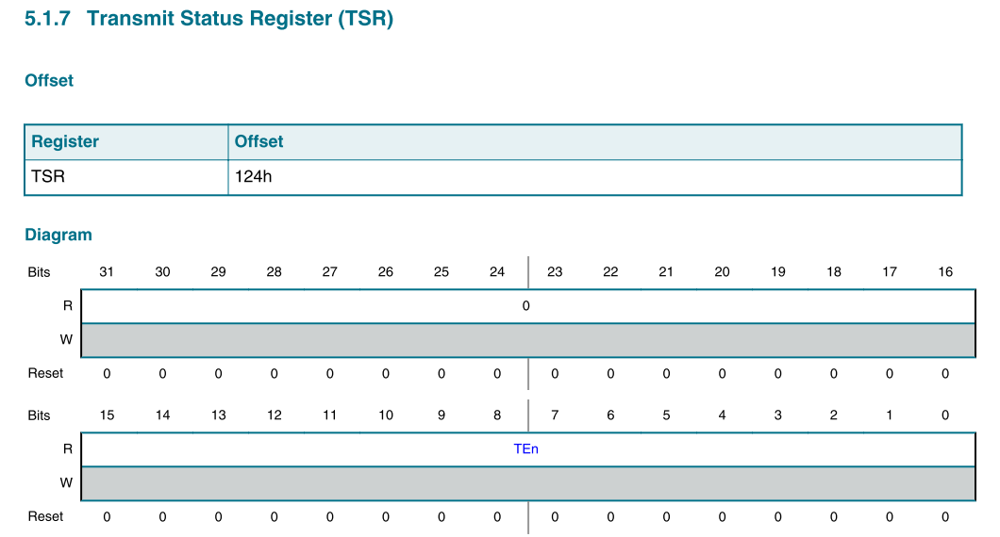 5.1.7 Transmit Status Register (TSR)
Offset
Register Offset
TSR 124h
Diagram
Bits 31 30 29 28 27 26 25 24 23 22 21 20 19 18 17 16
R 0
W
Reset 0 0 0 0 0 0 0 0 0 0 0 0 0 0 0 0
Bits 15 14 13 12 11 10 9 8 7 6 5 4 3 2 1 0
R TEn
W
Reset 0 0 0 0 0 0 0 0 0 0 0 0 0 0 0 0